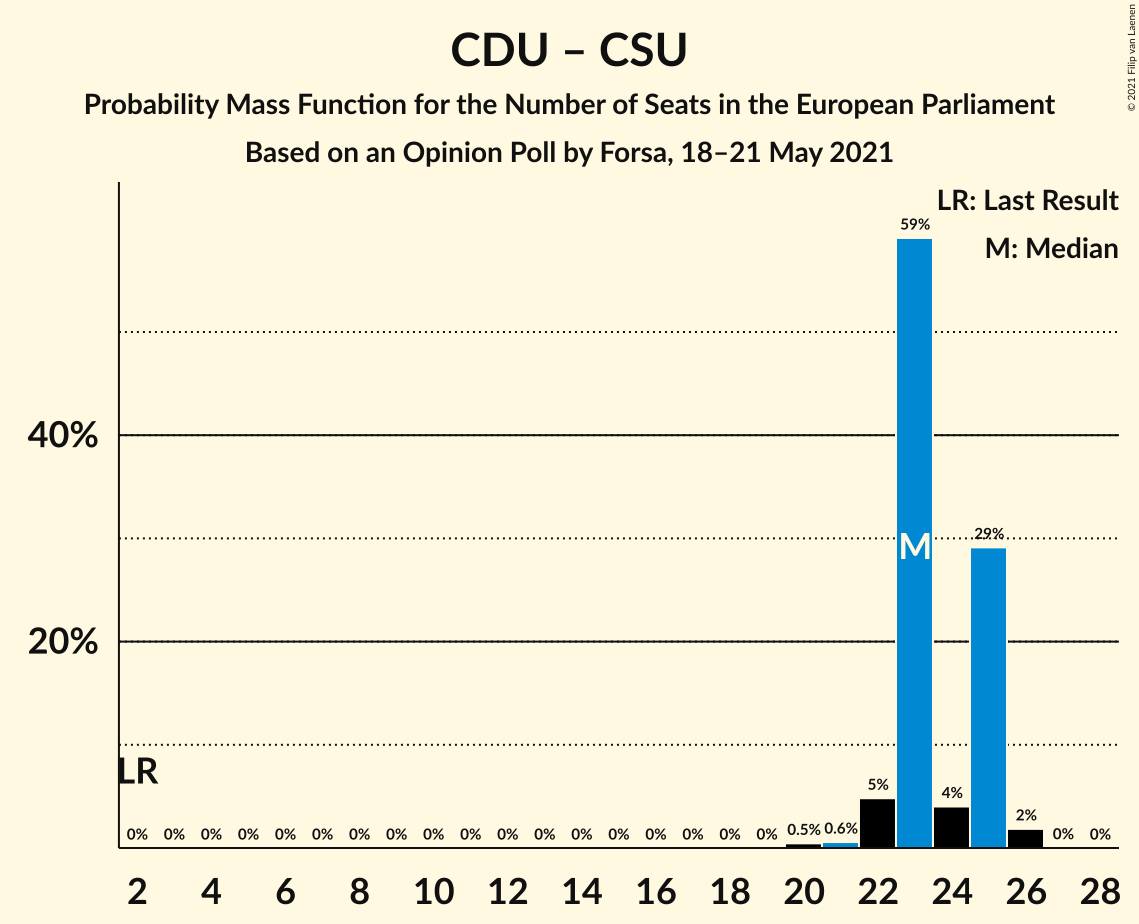 CDU – CSU
Probability Mass Function for the Number of Seats in the European Parliament
Based on an Opinion Poll by Forsa, 18–21 May 2021
© 2021 Filip van Laenen
LR: Last Result
M: Median
59%
40%
M
29%
20%
LR
0% 0% 0% 0% 0% 0% 0% 0% 0% 0% 0% 0% 0% 0% 0% 0% 0% 0% 0.5% 0.6% 5% 4% 2% 0% 0%
2 4 6 8 10 12 14 16 18 20 22 24 26 28